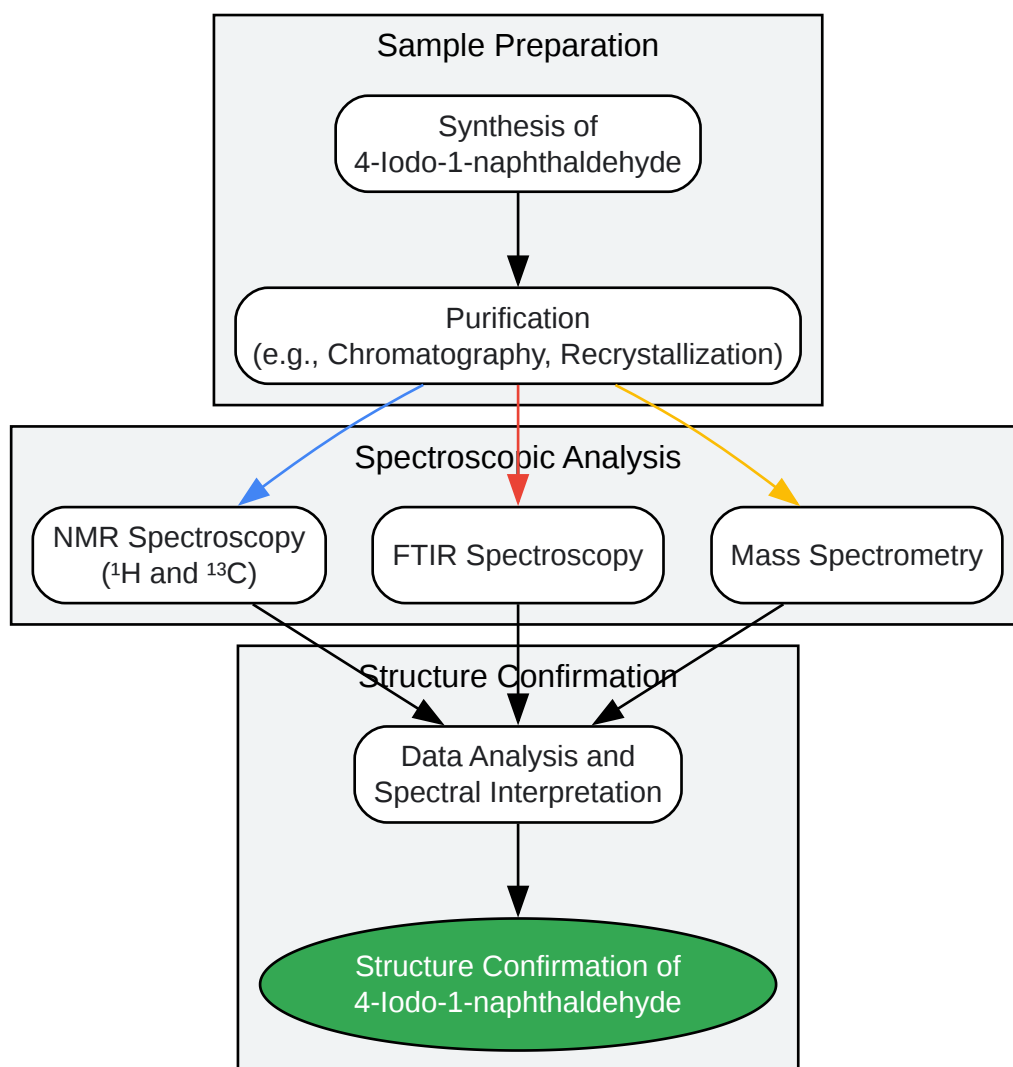 Sample Preparation
Synthesis of
4-Iodo-1-naphthaldehyde
Purification
(e.g., Chromatography, Recrystallization)
Spectroscopic Analysis
NMR Spectroscopy
(¹H and ¹³C)
FTIR Spectroscopy
Mass Spectrometry
Structure Confirmation
Data Analysis and
Spectral Interpretation
Structure Confirmation of
4-Iodo-1-naphthaldehyde